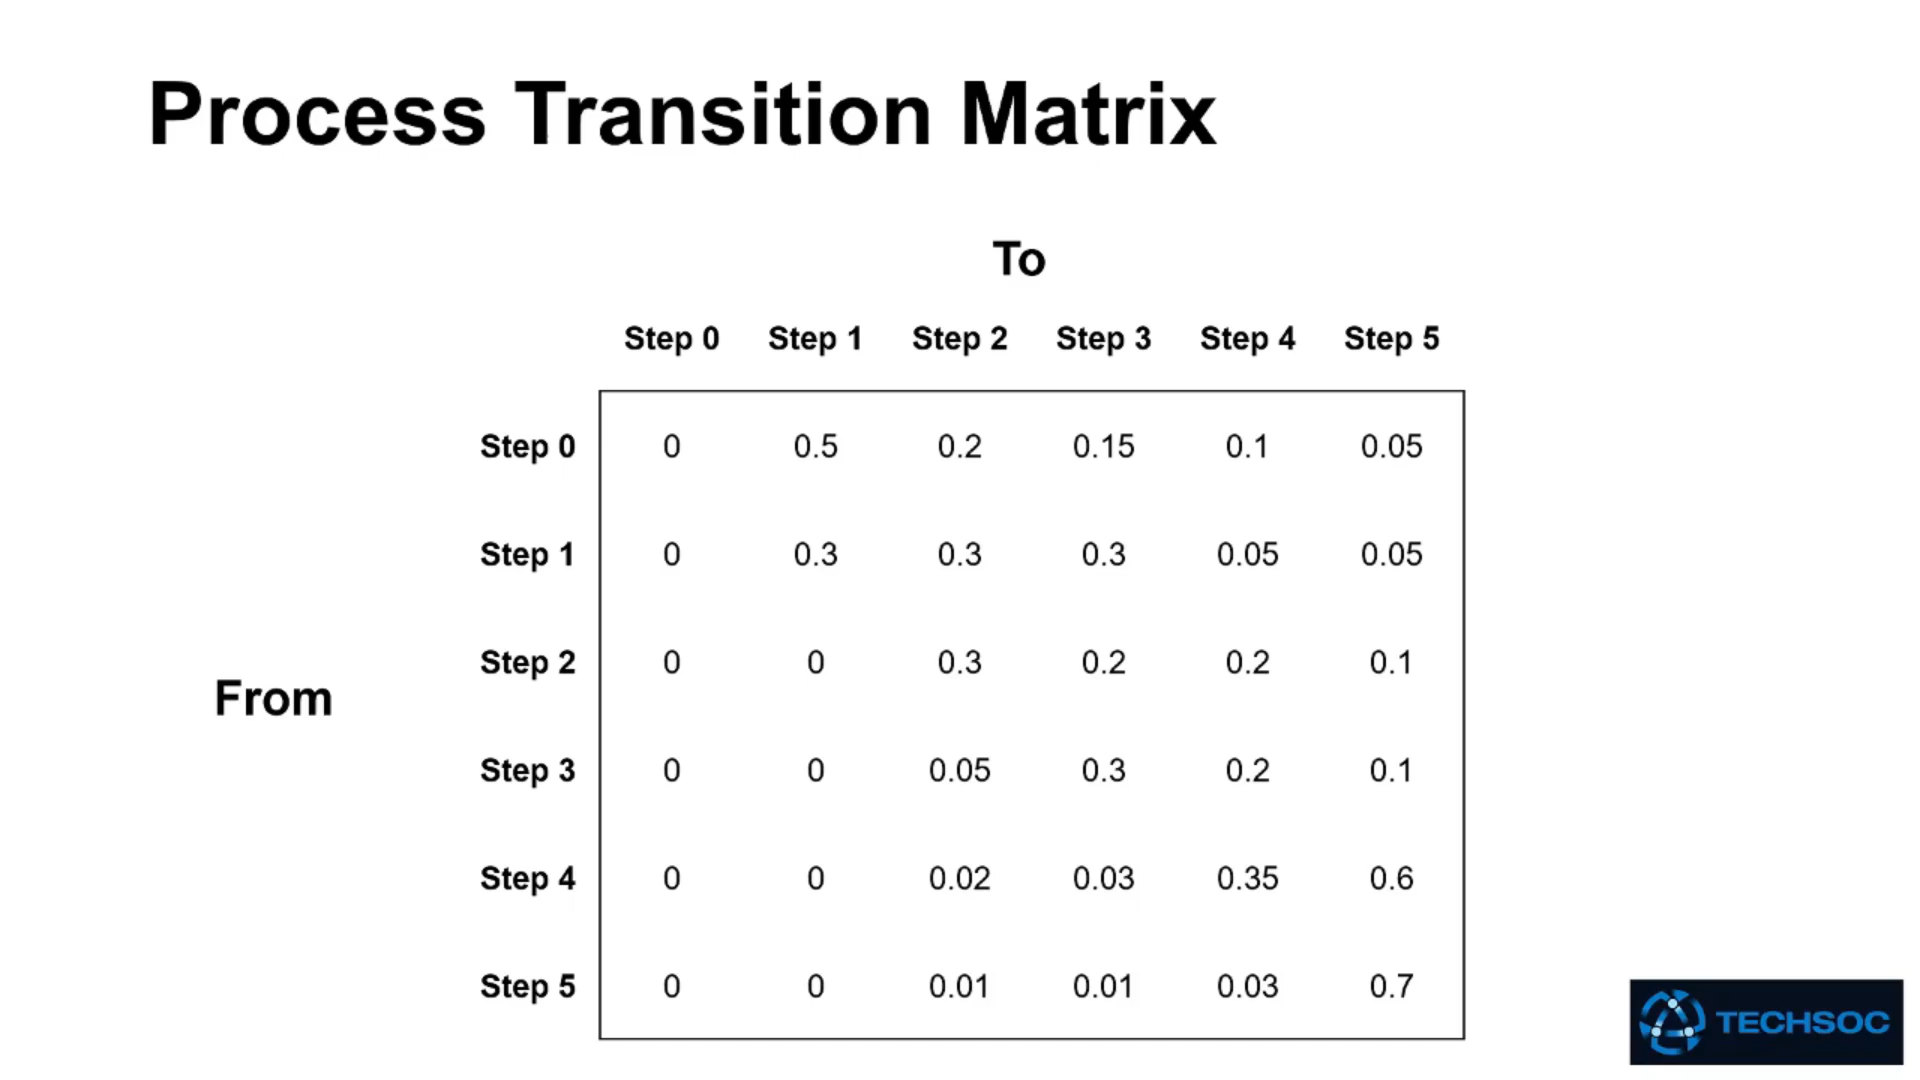 Process Transition Matrix
To
Step 0 Step 1 Step 2 Step 3 Step 4 Step 5
Step 0 0 0.5 0.2 0.15 0.1 0.05
Step 1 0 0.3 0.3 0.3 0.05 0.05
Step 2 0 0 0.3 0.2 0.2 0.1
From
Step 3 0 0 0.05 0.3 0.2 0.1
Step 4 0 0 0.02 0.03 0.35 0.6
Step 5 0 0 0.01 0.01 0.03 0.7
TECHSOC